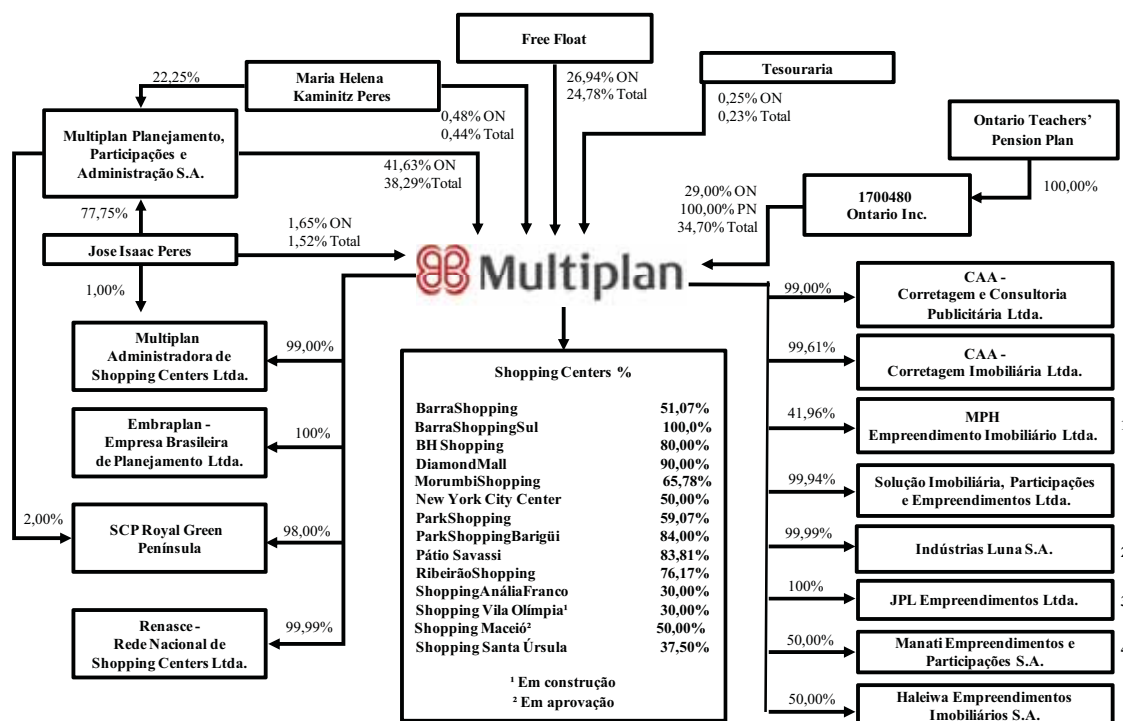 Free Float
26,94% ON
24,78% Total
Tesouraria
0,25% ON
0,23% Total
22,25%
Maria Helena
Kaminitz Peres
0,48% ON
0,44% Total
Ontario Teachers’
Pension Plan
100,00%
Multiplan Planejamento,
Participações e
Administração S.A.
41,63% ON
38,29%Total
29,00% ON
100,00% PN
34,70% Total
1700480
Ontario Inc.
77,75%
1,65% ON
1,52% Total
Jose Isaac Peres
1,00%
Multiplan
Multiplan
Administradora de
Shopping Centers Ltda.
99,00%
Embraplan -
Empresa Brasileira
de Planejamento Ltda.
100%
2,00%
SCP Royal Green
Península
98,00%
Renasce -
Rede Nacional de
Shopping Centers Ltda.
99,99%
Shopping Centers %
BarraShopping 51,07%
BarraShoppingSul 100,0%
BH Shopping 80,00%
DiamondMall 90,00%
MorumbiShopping 65,78%
New York City Center 50,00%
ParkShopping 59,07%
ParkShoppingBarigüi 84,00%
Pátio Savassi 83,81%
RibeirãoShopping 76,17%
ShoppingAnáliaFranco 30,00%
Shopping Vila Olímpia¹ 30,00%
Shopping Maceió² 50,00%
Shopping Santa Úrsula 37,50%
¹ Em construção
² Em aprovação
99,00%
CAA -
Corretagem e Consultoria
Publicitária Ltda.
99,61%
CAA -
Corretagem Imobiliária Ltda.
41,96%
MPH
Empreendimento Imobiliário Ltda.
1
99,94%
Solução Imobiliária, Participações
e Empreendimentos Ltda.
99,99%
Indústrias Luna S.A.
2
100%
JPL Empreendimentos Ltda.
3
50,00%
Manati Empreendimentos e
Participações S.A.
4
50,00%
Haleiwa Empreendimentos
Imobiliários S.A.